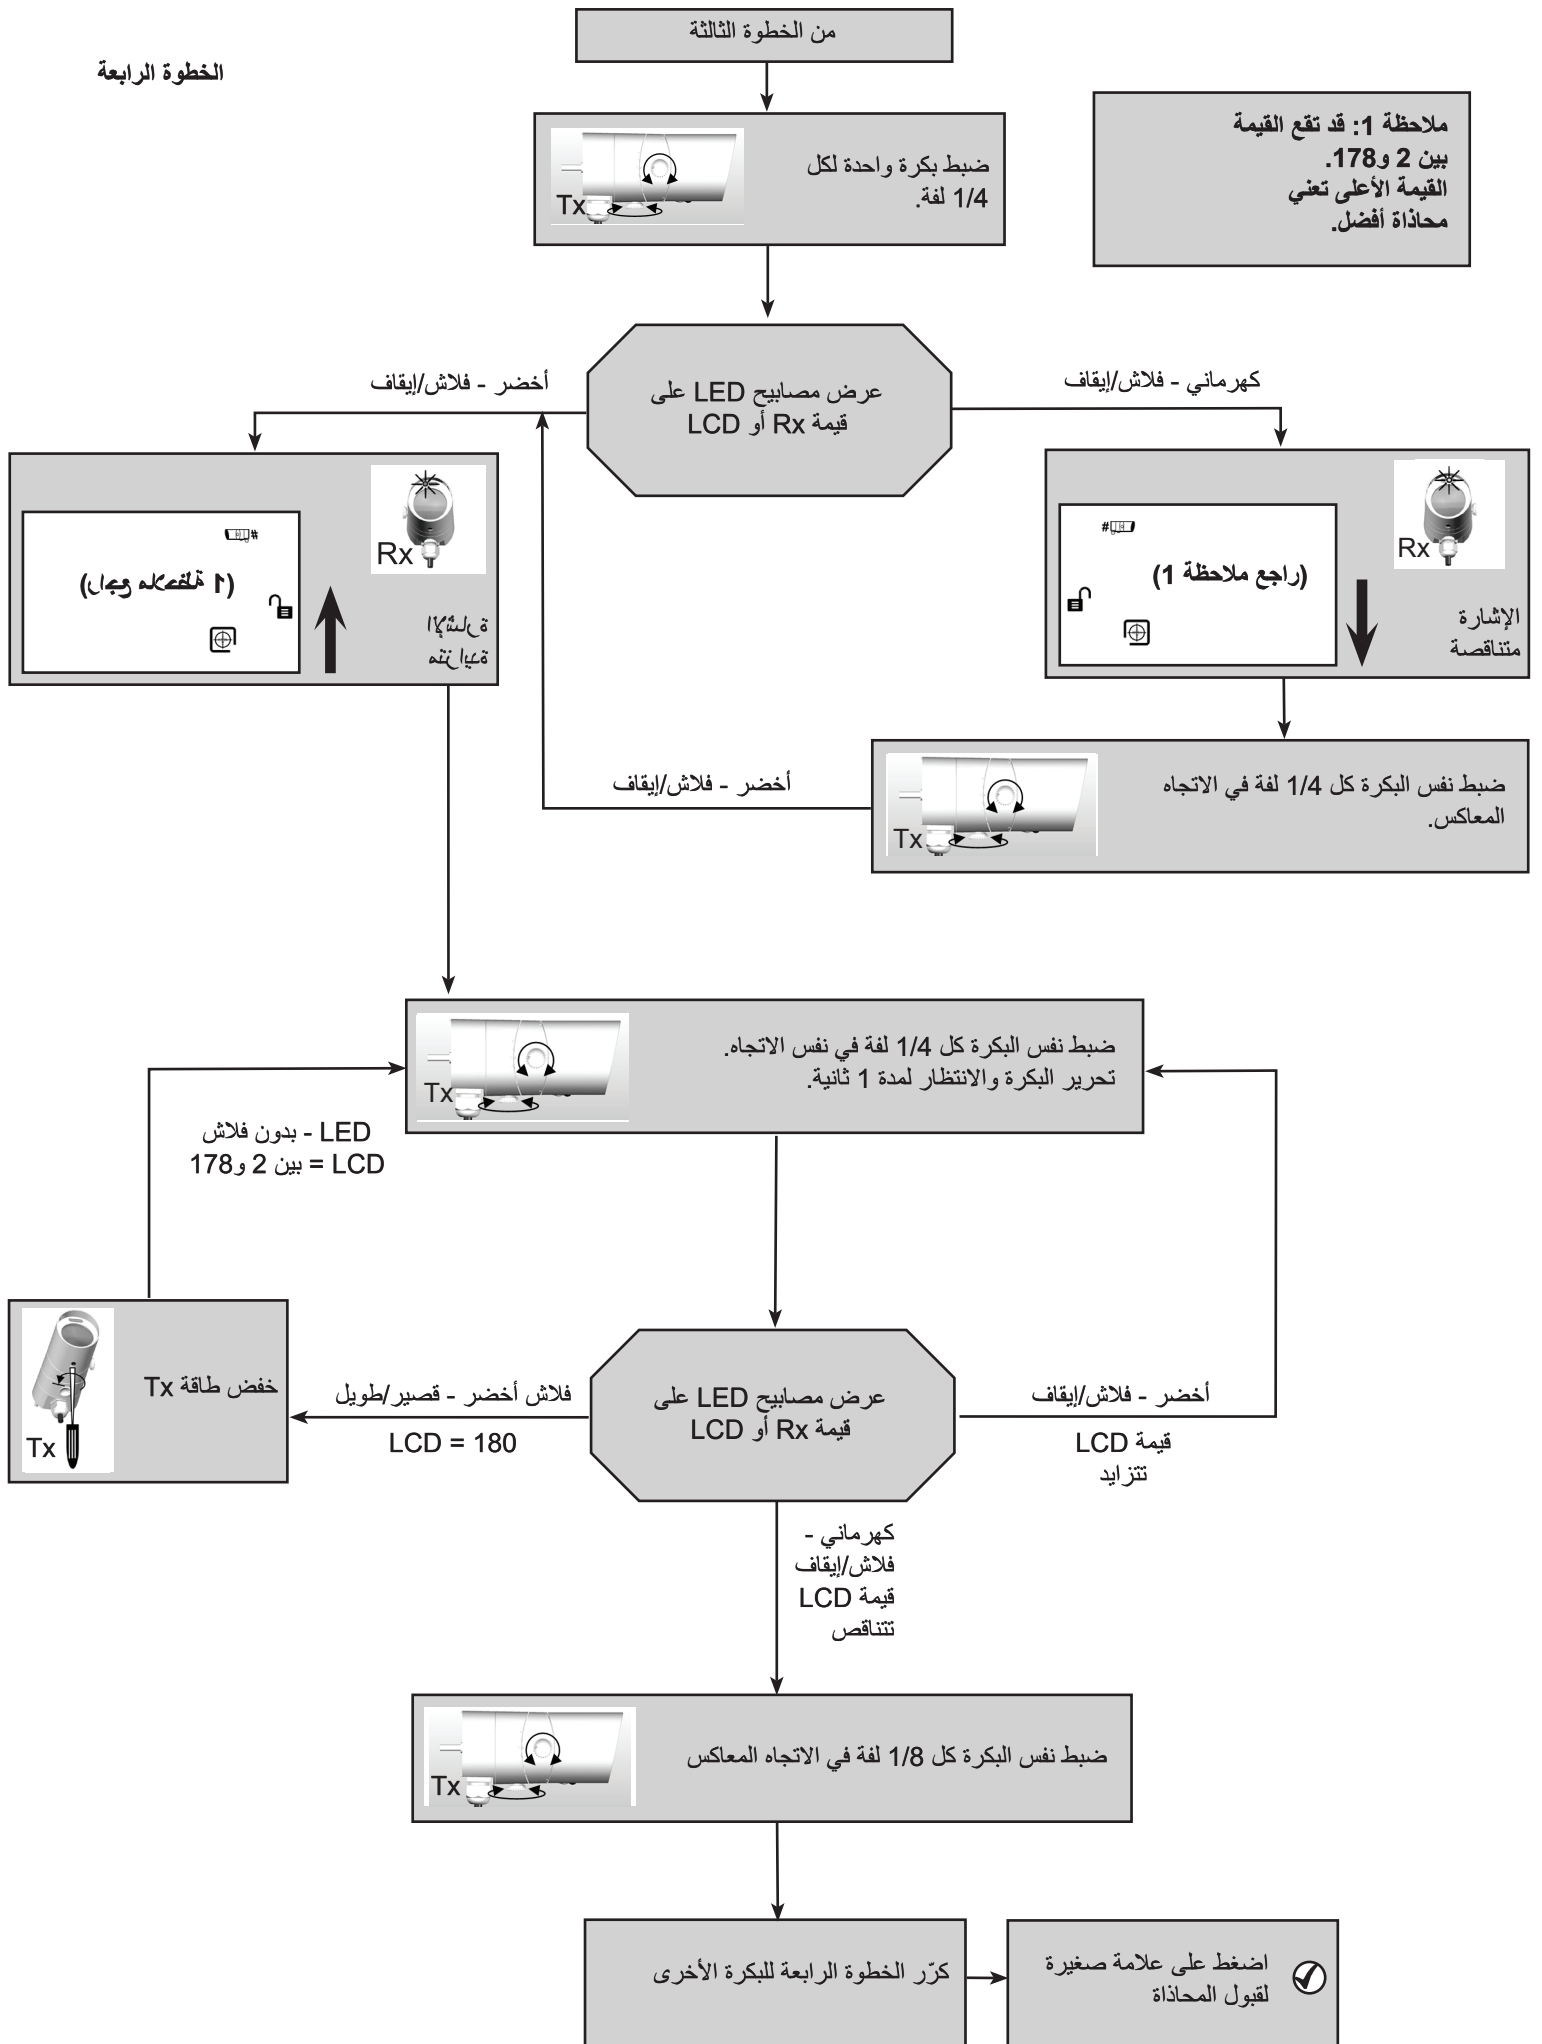 من الخطوة الثالثة
الخطوة الرابعة
ملاحظة 1: قد تقع القيمة
بين 2 و178.
القيمة الأعلى تعني
محاذاة أفضل.
ضبط بكرة واحدة لكل
1/4 لفة.
Tx
عرض مصابيح LED على
قيمة Rx أو LCD
كهرماني - فلاش/إيقاف
أخضر - فلاش/إيقاف
Rx
#
(راجع ملاحظة 1)
الإشارة
متناقصة
Rx
#
(راجع ملاحظة 1)
الإشارة
متزايدة
ضبط نفس البكرة كل 1/4 لفة في الاتجاه
المعاكس.
Tx
أخضر - فلاش/إيقاف
ضبط نفس البكرة كل 1/4 لفة في نفس الاتجاه.
تحرير البكرة والانتظار لمدة 1 ثانية.
Tx
LED - بدون فلاش
LCD = بين 2 و178
عرض مصابيح LED على
قيمة Rx أو LCD
أخضر - فلاش/إيقاف
قيمة LCD
تتزايد
فلاش أخضر - قصير/طويل
LCD = 180
خفض طاقة Tx
Tx
كهرماني -
فلاش/إيقاف
قيمة LCD
تتناقص
ضبط نفس البكرة كل 1/8 لفة في الاتجاه المعاكس
Tx
كرّر الخطوة الرابعة للبكرة الأخرى
اضغط على علامة صغيرة
لقبول المحاذاة